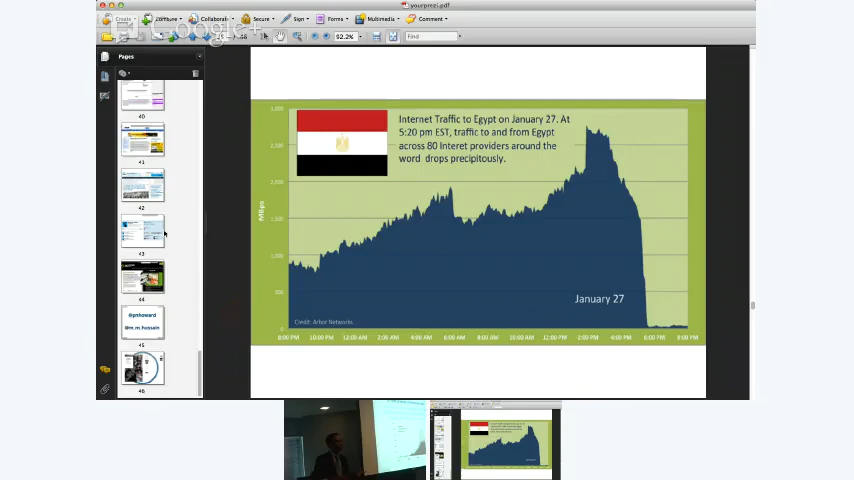 yourprezi.pdf
Create
Combine
Collaborate
Secure
Sign
Forms
Multimedia
Comment
Google+
92.2%
Find
Pages
40
41
42
43
44
@pnhoward
@m.m.hussain
45
46
3,000
2,500
2,000
1,500
1,000
500
0
MBps
Internet Traffic to Egypt on January 27. At
5:20 pm EST, traffic to and from Egypt
across 80 Interet providers around the
word drops precipitously.
January 27
Credit: Arbor Networks
8:00 PM 10:00 PM 12:00 AM 2:00 AM 4:00 AM 6:00 AM 8:00 AM 10:00 AM 12:00 PM 2:00 PM 4:00 PM 6:00 PM 8:00 PM